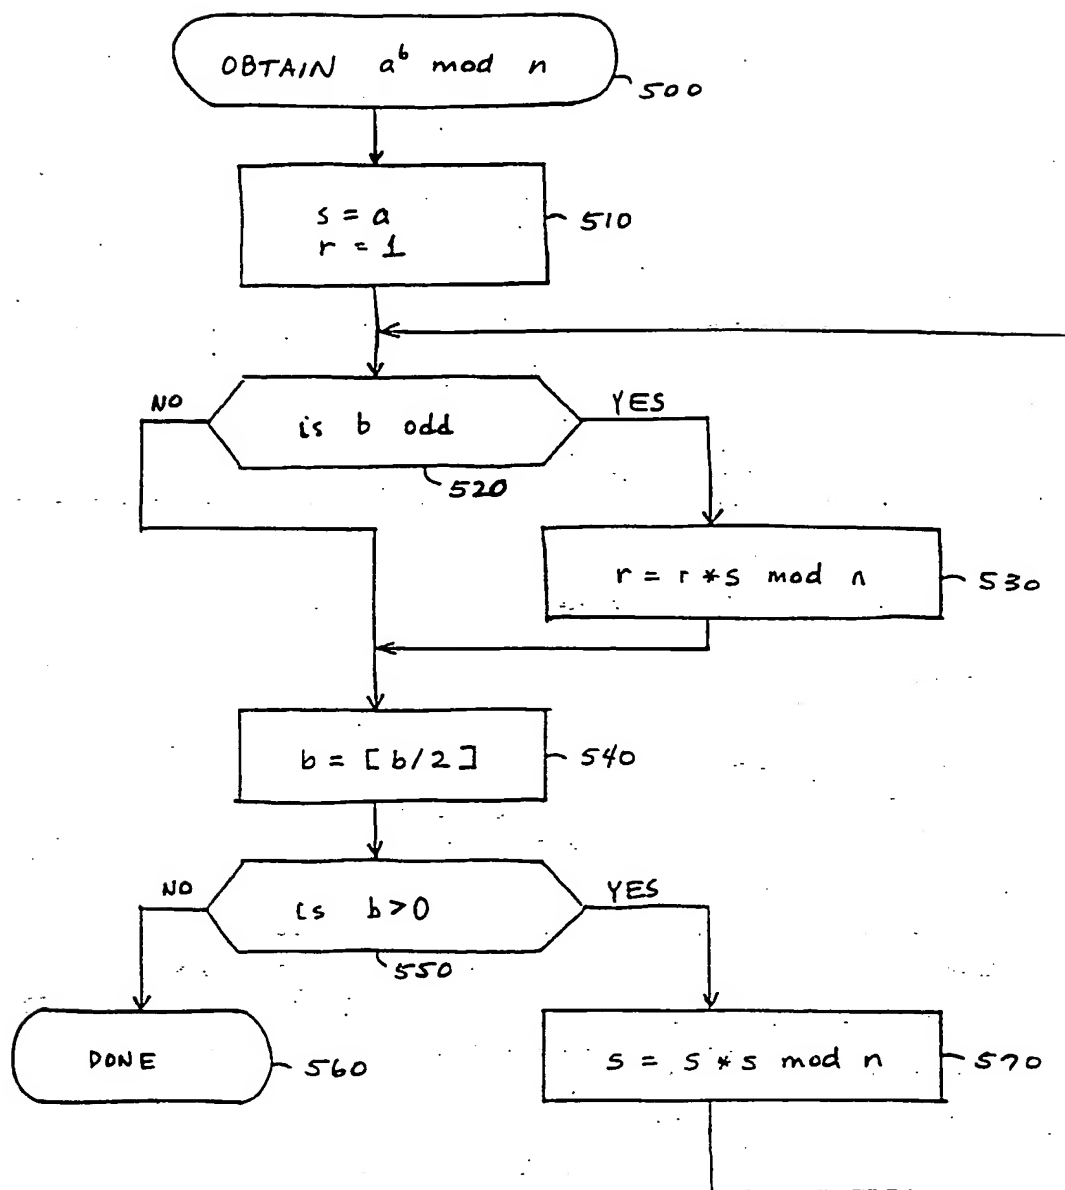 OBTAIN a^b mod n
500
s = a
r = 1
510
NO
YES
is b odd
520
r = r * s mod n
530
b = [ b/2 ]
540
NO
YES
is b > 0
550
DONE
560
s = s * s mod n
570